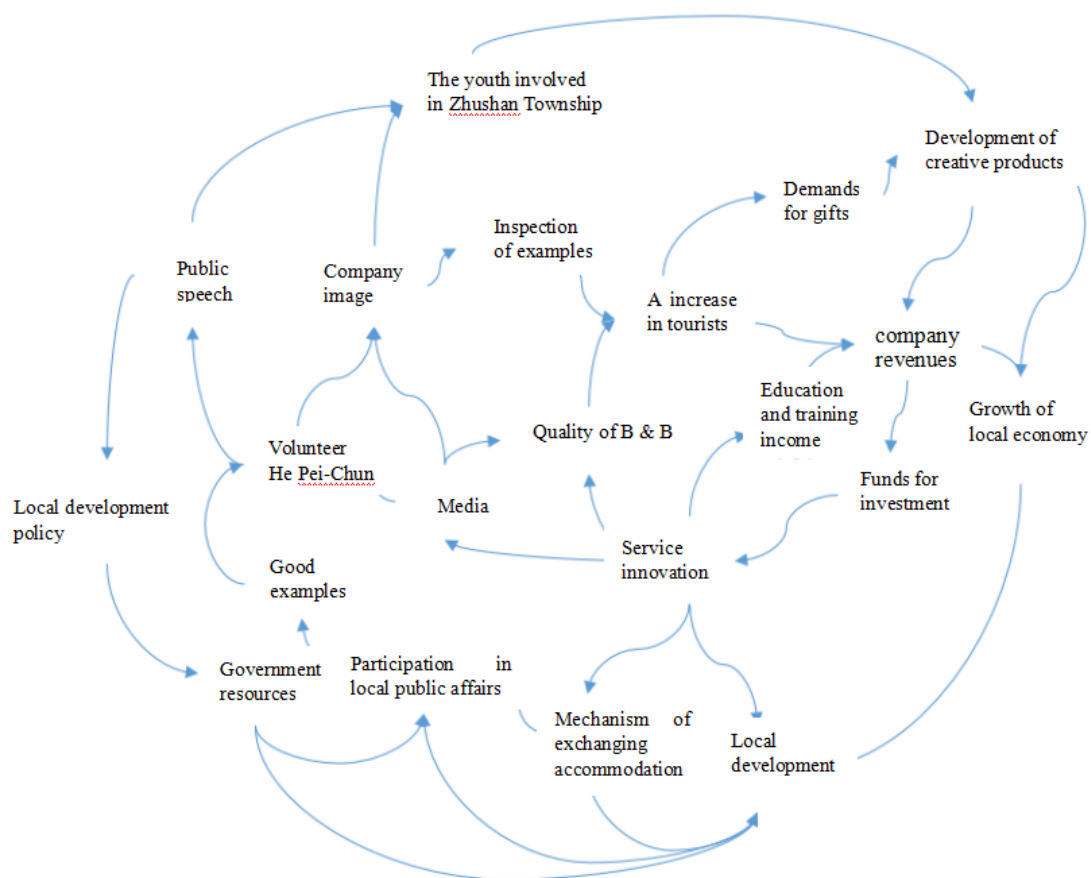 The youth involved
in Zhushan Township
Development of
creative products
Demands
for gifts
Inspection
of examples
Public
speech
Company
image
A increase
in tourists
company
revenues
Education
and training
income
Growth of
local economy
Quality of B & B
Volunteer
He Pei-Chun
Media
Funds for
investment
Local development
policy
Service
innovation
Good
examples
Government
resources
Participation in
local public affairs
Mechanism of
exchanging
accommodation
Local
development